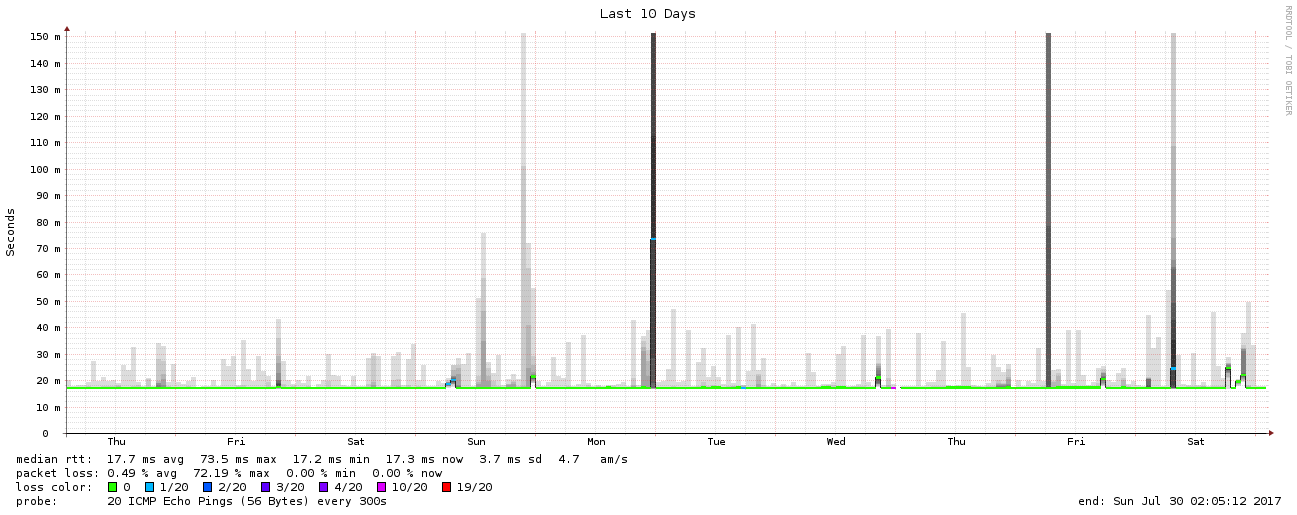 Last 10 Days
RRDTOOL / TOBI OETIKER
Seconds
150 m
140 m
130 m
120 m
110 m
100 m
90 m
80 m
70 m
60 m
50 m
40 m
30 m
20 m
10 m
0
Thu Fri Sat Sun Mon Tue Wed Thu Fri Sat
median rtt: 17.7 ms avg 73.5 ms max 17.2 ms min 17.3 ms now 3.7 ms sd 4.7 am/s
packet loss: 0.49 % avg 72.19 % max 0.00 % min 0.00 % now
loss color: 0 1/20 2/20 3/20 4/20 10/20 19/20
probe: 20 ICMP Echo Pings (56 Bytes) every 300s end: Sun Jul 30 02:05:12 2017